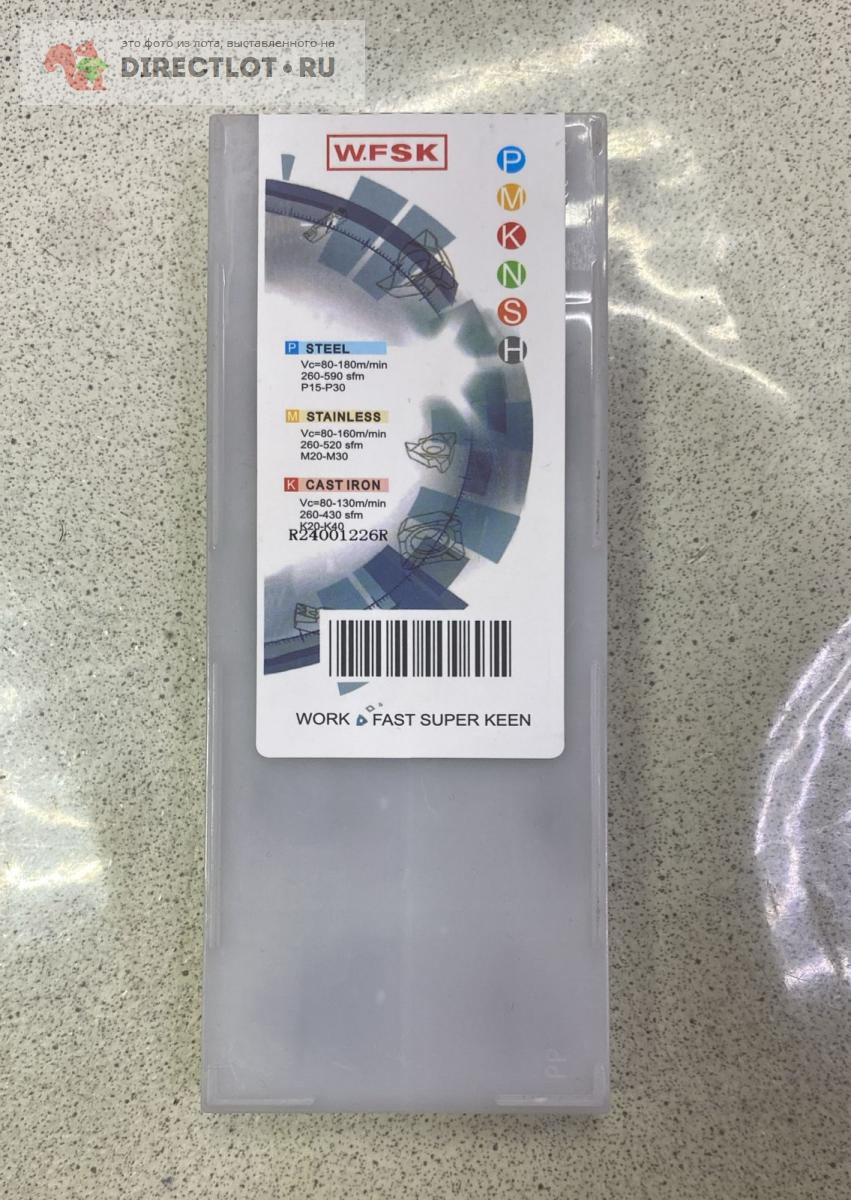 это фото из лота, выставленного на
DIRECTLOT.RU
W.FSK
P
M
K
N
S
H
P STEEL
Vc=80-180m/min
260-590 sfm
P15-P30
M STAINLESS
Vc=80-160m/min
260-520 sfm
M20-M30
K CAST IRON
Vc=80-130m/min
260-430 sfm
K20-K40
R24001226R
WORK FAST SUPER KEEN
PP